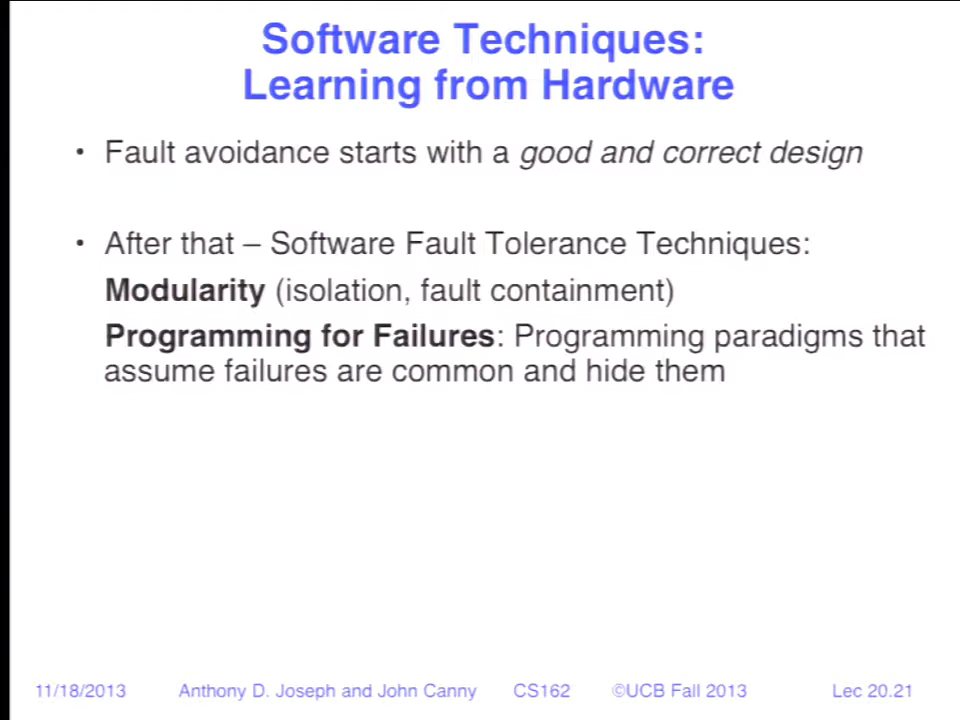 Software Techniques:
Learning from Hardware
• Fault avoidance starts with a good and correct design
• After that – Software Fault Tolerance Techniques:
Modularity (isolation, fault containment)
Programming for Failures: Programming paradigms that
assume failures are common and hide them
11/18/2013 Anthony D. Joseph and John Canny CS162 ©UCB Fall 2013 Lec 20.21